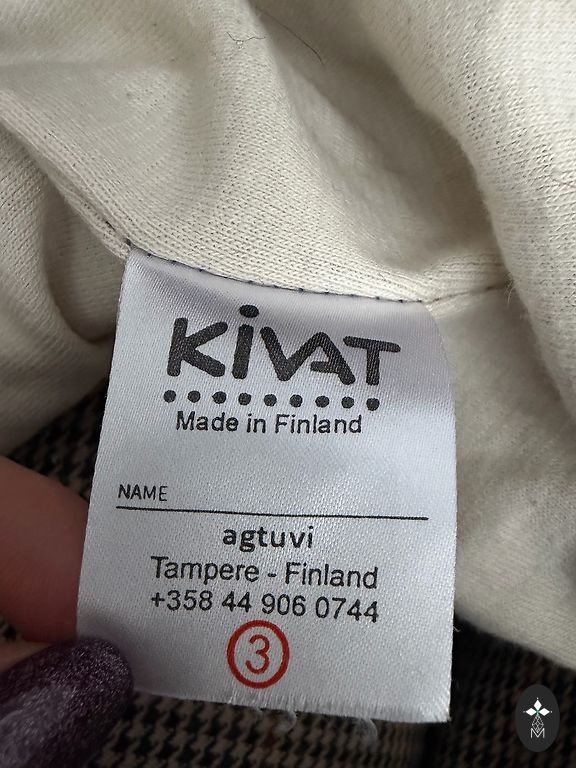 KiVAT
Made in Finland
NAME
agtuvi
Tampere - Finland
+358 44 906 0744
3